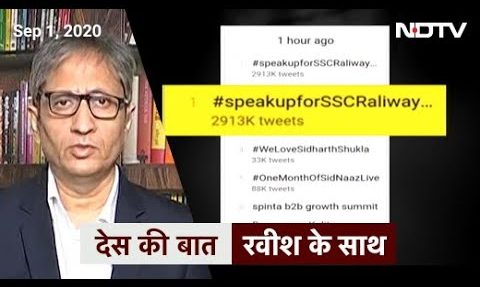 Sep 1, 2020
NDTV
1 hour ago
#speakupforSSCRaliway...
2913K tweets
1 #speakupforSSCRaliway...
2913K tweets
#WeLoveSidharthShukla
33K tweets
#OneMonthOfSidNaazLive
68K tweets
spinta b2b growth summit
देस की बात रवीश के साथ